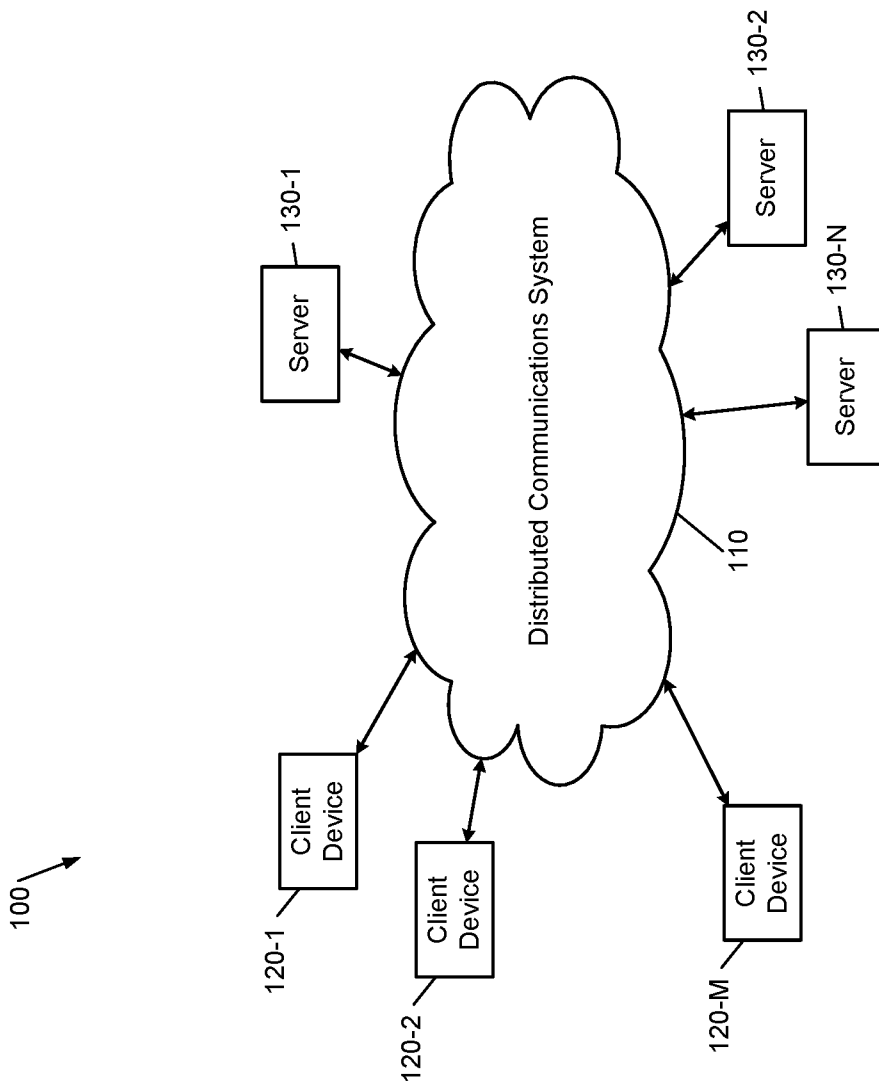 100
120-1
Client
Device
120-2
Client
Device
120-M
Client
Device
Distributed Communications System
110
Server
130-1
Server
130-2
Server
130-N